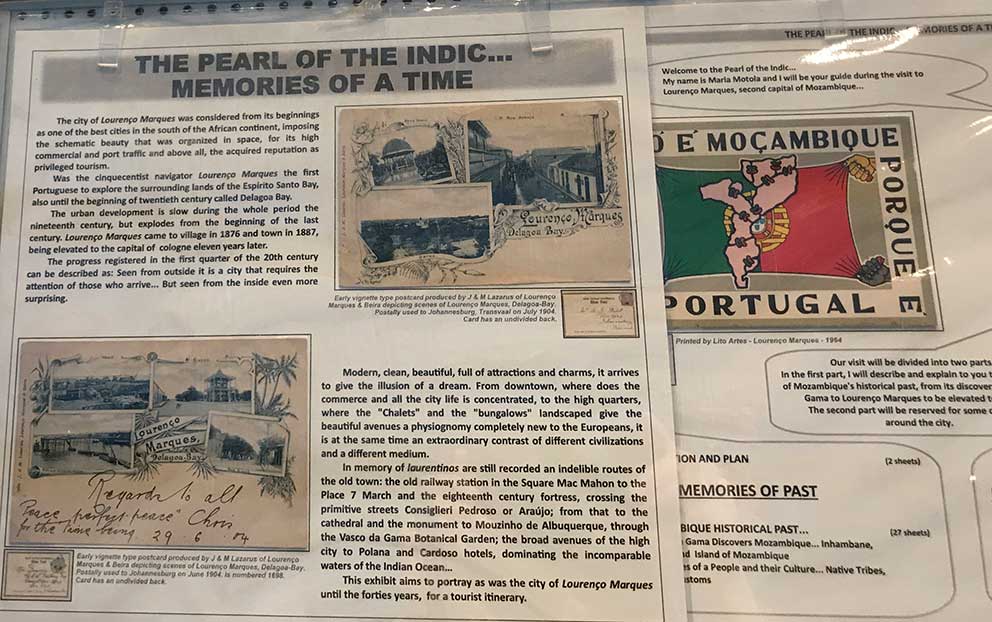 THE PEARL OF THE INDIC...
MEMORIES OF A TIME
The city of Lourenço Marques was considered from its beginnings
as one of the best cities in the south of the African continent, imposing
the schematic beauty that was organized in space, for its high
commercial and port traffic and above all, the acquired reputation as
privileged tourism.
Was the cinquecentist navigator Lourenço Marques the first
Portuguese to explore the surrounding lands of the Espirito Santo Bay,
also until the beginning of twentieth century called Delagoa Bay.
The urban development is slow during the whole period the
nineteenth century, but explodes from the beginning of the last
century. Lourenço Marques came to village in 1876 and town in 1887,
being elevated to the capital of cologne eleven years later.
The progress registered in the first quarter of the 20th century
can be described as: Seen from outside it is a city that requires the
attention of those who arrive... But seen from the inside even more
surprising.
Lourenço Marques
Delagoa Bay.
Early vignette type postcard produced by J & M Lazarus of Lourenço
Marques & Beira depicting scenes of Lourenço Marques, Delagoa-Bay.
Postally used to Johannesburg, Transvaal on July 1904.
Card has an undivided back.
Lourenço
Marques,
Delagoa-Bay.
Regards to all
"Peace, perfect peace" Chris
for the time being. 29.6.04
Early vignette type postcard produced by J & M Lazarus of Lourenço
Marques & Beira depicting scenes of Lourenço Marques, Delagoa-Bay.
Postally used to Johannesburg on June 1904. Is numbered 1698.
Card has an undivided back.
Modern, clean, beautiful, full of attractions and charms, it arrives
to give the illusion of a dream. From downtown, where does the
commerce and all the city life is concentrated, to the high quarters,
where the "Chalets" and the "bungalows" landscaped give the
beautiful avenues a physiognomy completely new to the Europeans, it
is at the same time an extraordinary contrast of different civilizations
and a different medium.
In memory of laurentinos are still recorded an indelible routes of
the old town: the old railway station in the Square Mac Mahon to the
Place 7 March and the eighteenth century fortress, crossing the
primitive streets Consiglieri Pedroso or Araújo; from that to the
cathedral and the monument to Mouzinho de Albuquerque, through
the Vasco da Gama Botanical Garden; the broad avenues of the high
city to Polana and Cardoso hotels, dominating the incomparable
waters of the Indian Ocean...
This exhibit aims to portray as was the city of Lourenço Marques
until the forties years, for a tourist itinerary.
THE PEARL OF THE INDIC... MEMORIES OF A
Welcome to the Pearl of the Indic...
My name is Maria Motola and I will be your guide during the visit to
Lourenço Marques, second capital of Mozambique...
É MOÇAMBIQUE
PORQUE É
PORTUGAL
Printed by Lito Artes - Lourenço Marques - 1964
Our visit will be divided into two parts
In the first part, I will describe and explain to you
of Mozambique's historical past, from its discover
Gama to Lourenço Marques to be elevated
The second part will be reserved for some
around the city.
ION AND PLAN (2 sheets)
MEMORIES OF PAST
BIQUE HISTORICAL PAST... (27 sheets)
Gama Discovers Mozambique... Inhambane,
Island of Mozambique
of a People and their Culture... Native Tribes,
stoms